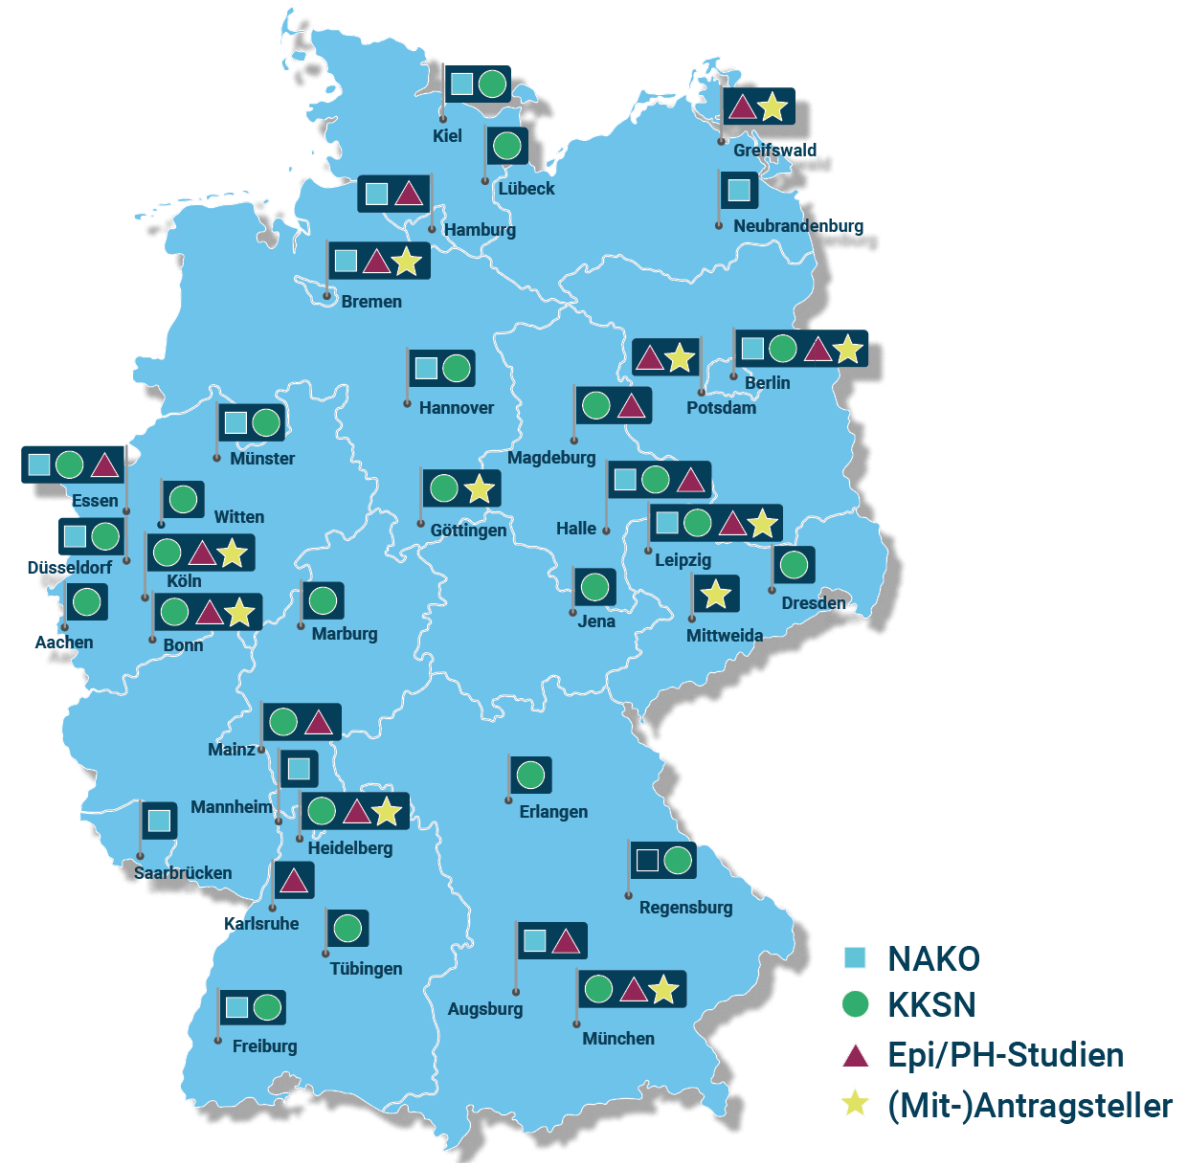 Kiel
Lübeck
Greifswald
Neubrandenburg
Hamburg
Bremen
Hannover
Berlin
Potsdam
Münster
Magdeburg
Essen
Witten
Göttingen
Halle
Düsseldorf
Köln
Leipzig
Aachen
Bonn
Marburg
Jena
Dresden
Mittweida
Mainz
Mannheim
Erlangen
Heidelberg
Saarbrücken
Karlsruhe
Regensburg
Tübingen
Augsburg
München
Freiburg
NAKO
KKSN
Epi/PH-Studien
(Mit-)Antragsteller